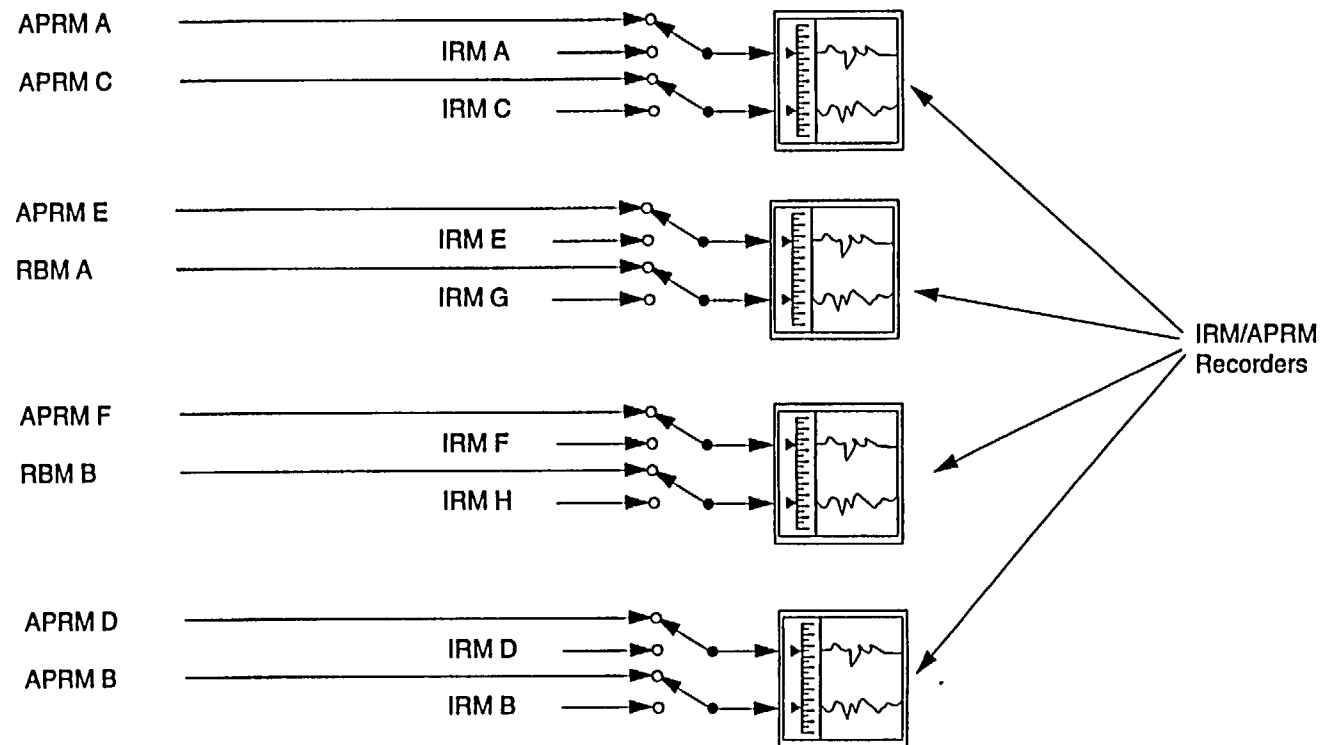 APRM A
IRM A
APRM C
IRM C
APRM E
IRM E
RBM A
IRM G
IRM/APRM
Recorders
APRM F
IRM F
RBM B
IRM H
APRM D
IRM D
APRM B
IRM B